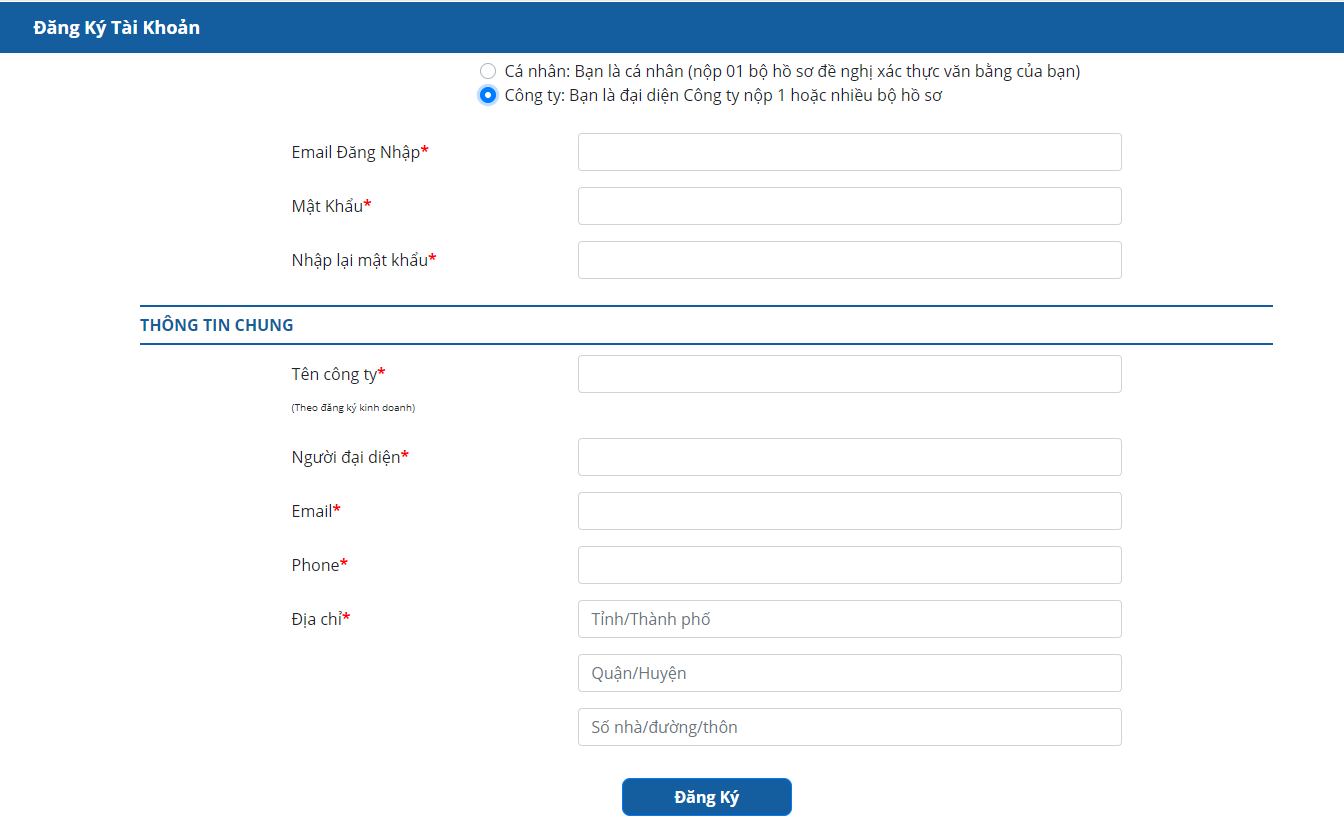 Đăng Ký Tài Khoản
Cá nhân: Bạn là cá nhân (nộp 01 bộ hồ sơ đề nghị xác thực văn bằng của bạn)
Công ty: Bạn là đại diện Công ty nộp 1 hoặc nhiều bộ hồ sơ
Email Đăng Nhập*
Mật Khẩu*
Nhập lại mật khẩu*
THÔNG TIN CHUNG
Tên công ty*
(Theo đăng ký kinh doanh)
Người đại diện*
Email*
Phone*
Địa chỉ* Tỉnh/Thành phố
Quận/Huyện
Số nhà/đường/thôn
Đăng Ký